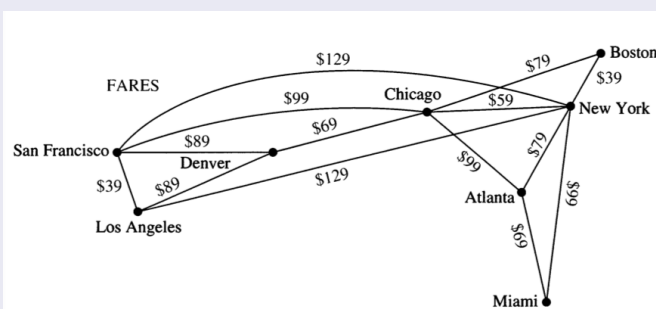 $129
$79
Boston
FARES
$39
$99
Chicago
$59
New York
$69
$89
San Francisco
Denver
$79
$39
$89
$129
$99
Atlanta
$99
Los Angeles
$69
Miami